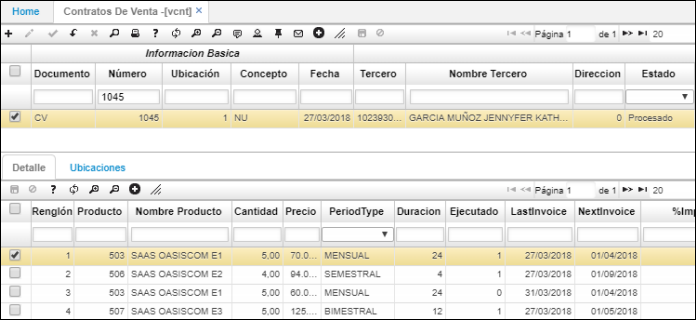 Home Contratos De Venta -[vcnt] ×
Página 1 de 1 20
Informacion Basica
Documento Número Ubicación Concepto Fecha Tercero Nombre Tercero Direccion Estado
1045
CV 1045 1 NU 27/03/2018 1023930... GARCIA MUÑOZ JENNYFER KATH... 0 Procesado
Detalle Ubicaciones
Página 1 de 1 20
Renglón Producto Nombre Producto Cantidad Precio PeriodType Duracion Ejecutado LastInvoice NextInvoice %Imp
1 503 SAAS OASISCOM E1 5,00 70.0... MENSUAL 24 1 27/03/2018 01/04/2018
2 506 SAAS OASISCOM E2 4,00 94.0... SEMESTRAL 4 1 27/03/2018 01/09/2018
3 503 SAAS OASISCOM E1 5,00 60.0... MENSUAL 24 0 31/03/2018 01/04/2018
4 507 SAAS OASISCOM E3 5,00 125.... BIMESTRAL 12 1 27/03/2018 01/05/2018